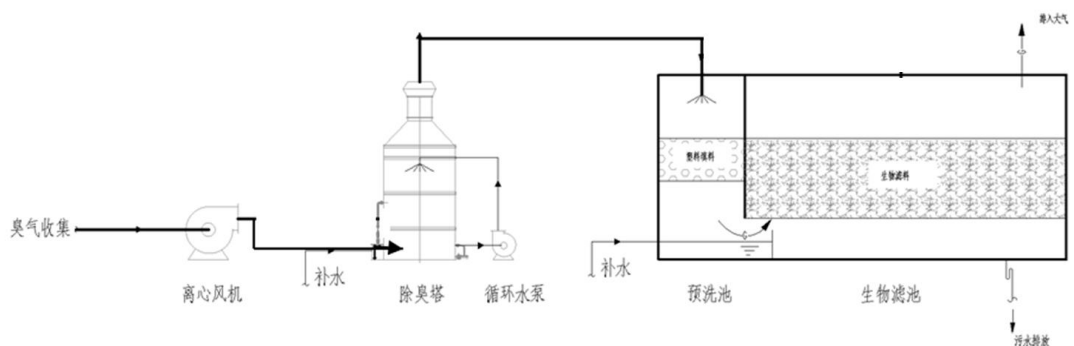 排入大气
塑料填料
生物滤料
臭气收集
补水
补水
离心风机
除臭塔
循环水泵
预洗池
生物滤池
污水排放